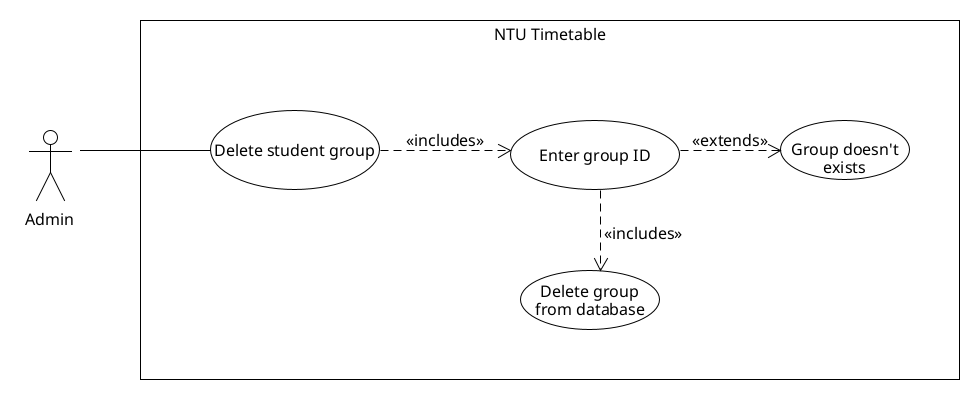 NTU Timetable
Delete student group
«includes»
Enter group ID
«extends»
Group doesn't
exists
Admin
«includes»
Delete group
from database